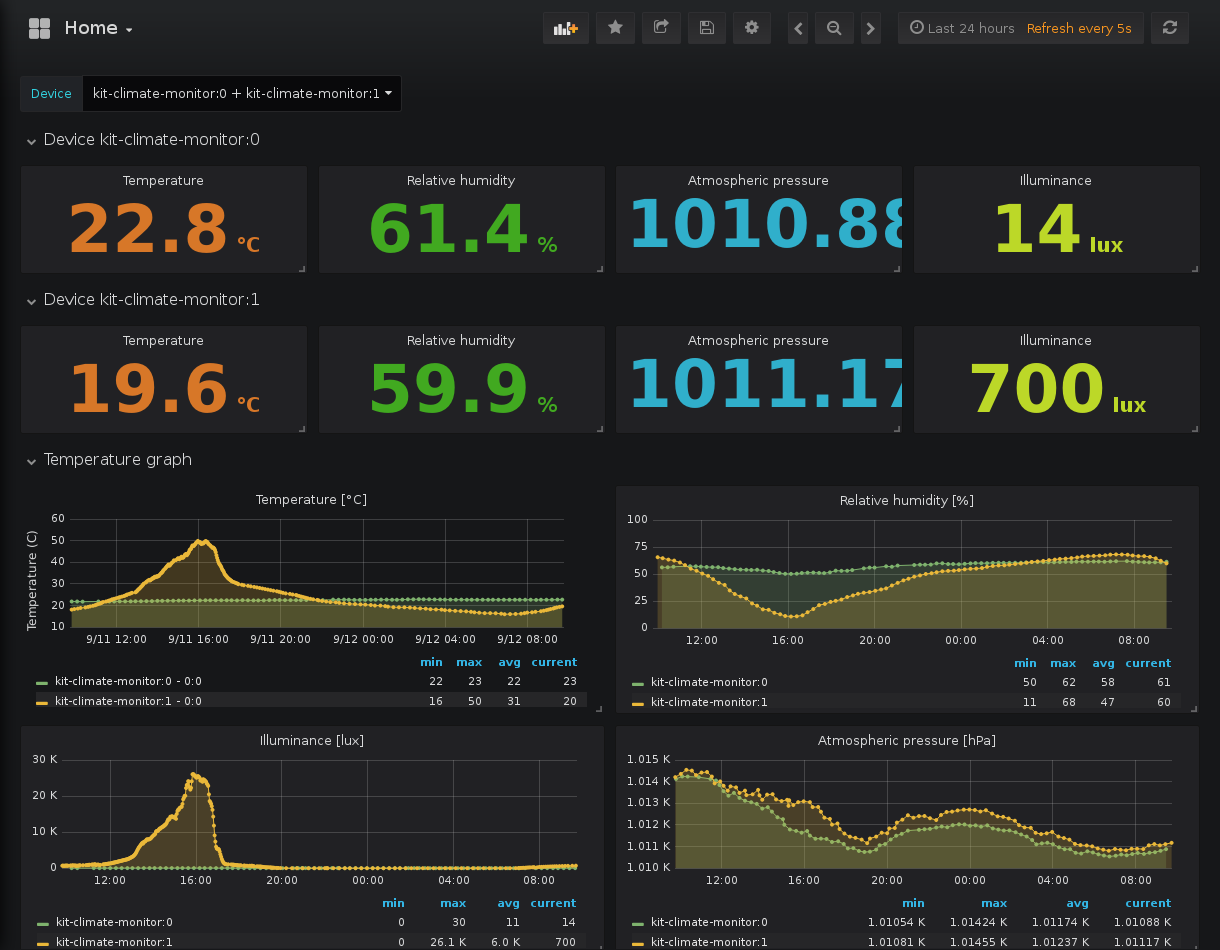 Home
Last 24 hours Refresh every 5s
Device kit-climate-monitor:0 + kit-climate-monitor:1
Device kit-climate-monitor:0
Temperature Relative humidity Atmospheric pressure Illuminance
22.8 °C 61.4 % 1010.88 14 lux
Device kit-climate-monitor:1
Temperature Relative humidity Atmospheric pressure Illuminance
19.6 °C 59.9 % 1011.17 700 lux
Temperature graph
Temperature [°C]
Temperature (C)
60
50
40
30
20
10
9/11 12:00 9/11 16:00 9/11 20:00 9/12 00:00 9/12 04:00 9/12 08:00
min max avg current
kit-climate-monitor:0 - 0:0 22 23 22 23
kit-climate-monitor:1 - 0:0 16 50 31 20
Relative humidity [%]
100
75
50
25
0
12:00 16:00 20:00 00:00 04:00 08:00
min max avg current
kit-climate-monitor:0 50 62 58 61
kit-climate-monitor:1 11 68 47 60
Illuminance [lux]
30 K
20 K
10 K
0
12:00 16:00 20:00 00:00 04:00 08:00
min max avg current
kit-climate-monitor:0 0 30 11 14
kit-climate-monitor:1 0 26.1 K 6.0 K 700
Atmospheric pressure [hPa]
1.015 K
1.014 K
1.013 K
1.012 K
1.011 K
1.010 K
12:00 16:00 20:00 00:00 04:00 08:00
min max avg current
kit-climate-monitor:0 1.01054 K 1.01424 K 1.01174 K 1.01088 K
kit-climate-monitor:1 1.01081 K 1.01455 K 1.01237 K 1.01117 K